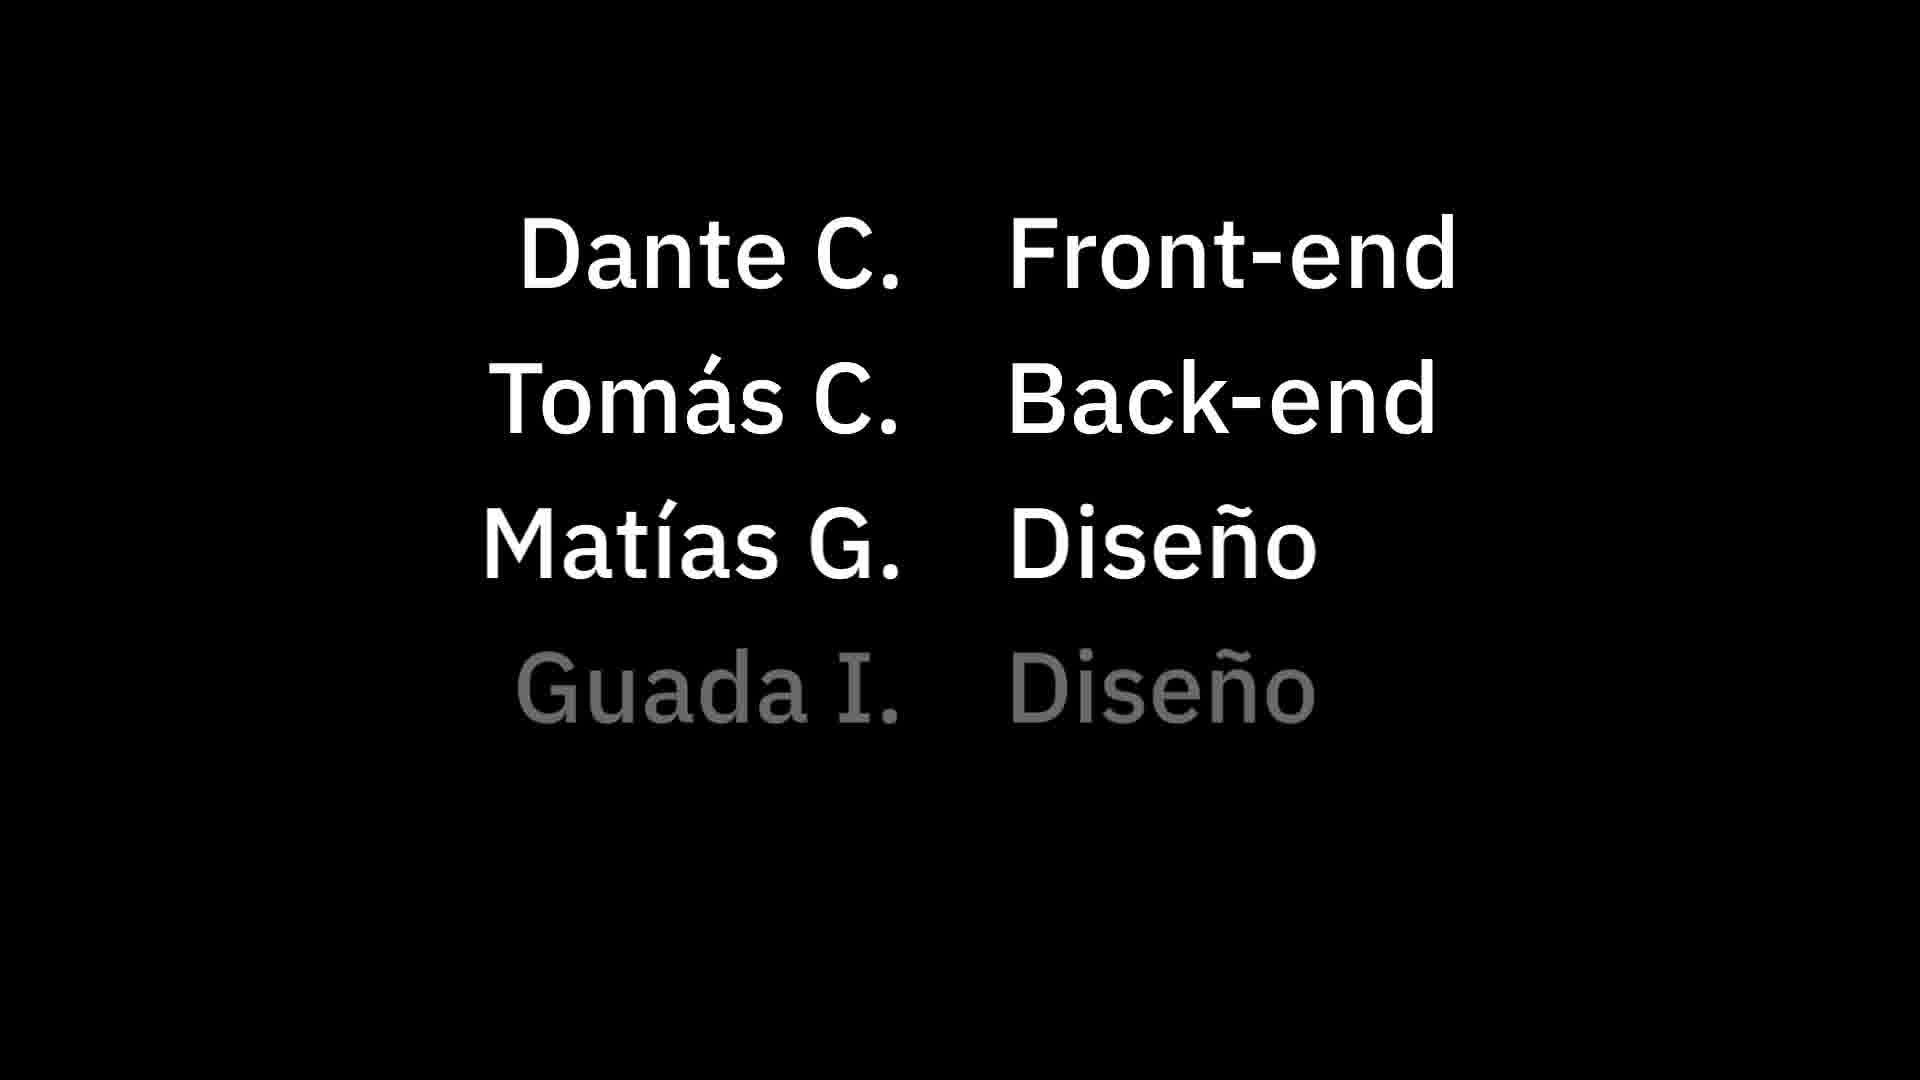 Dante C. Front-end
Tomás C. Back-end
Matías G. Diseño
Guada I. Diseño